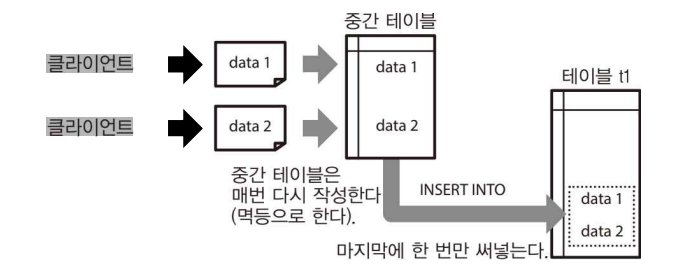 중간 테이블
클라이언트
data 1
data 1
테이블 t1
클라이언트
data 2
data 2
중간 테이블은
매번 다시 작성한다
(멱등으로 한다).
INSERT INTO
data 1
data 2
마지막에 한 번만 써넣는다.